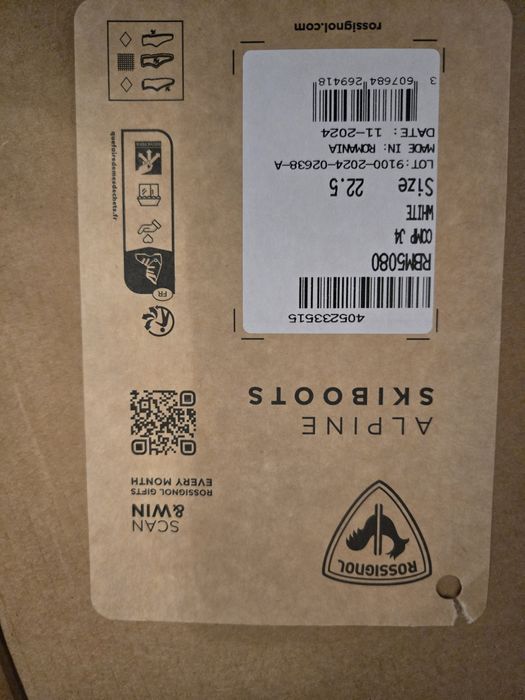 ROSSIGNOL
ALPINE
SKIBOOTS
SCAN
& WIN
ROSSIGNOL GIFTS
EVERY MONTH
405233515
RBM5080
COMP J4
WHITE
Size 22.5
LOT:9100-2024-02638-A
MADE IN: ROMANIA
DATE: 11-2024
3 607684 269418
FR
quefairedemesdechets.fr
rossignol.com